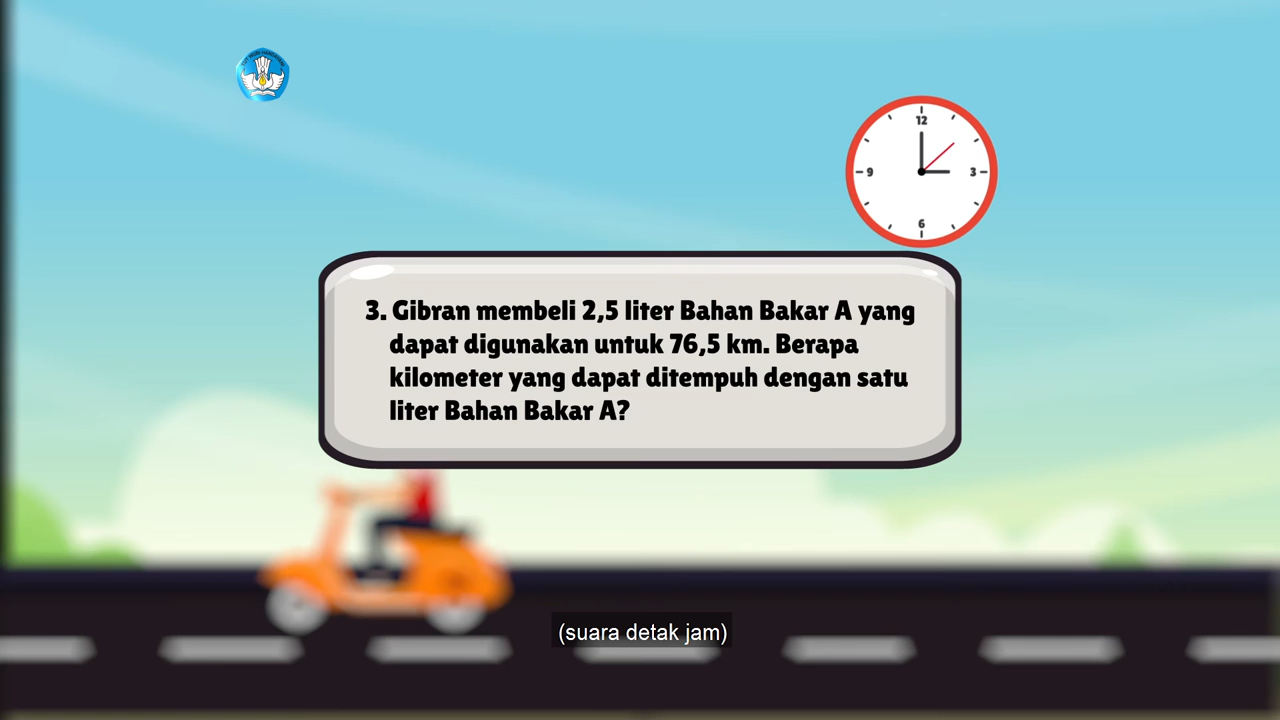 12
9
3
6
3. Gibran membeli 2,5 liter Bahan Bakar A yang
dapat digunakan untuk 76,5 km. Berapa
kilometer yang dapat ditempuh dengan satu
liter Bahan Bakar A?
(suara detak jam)